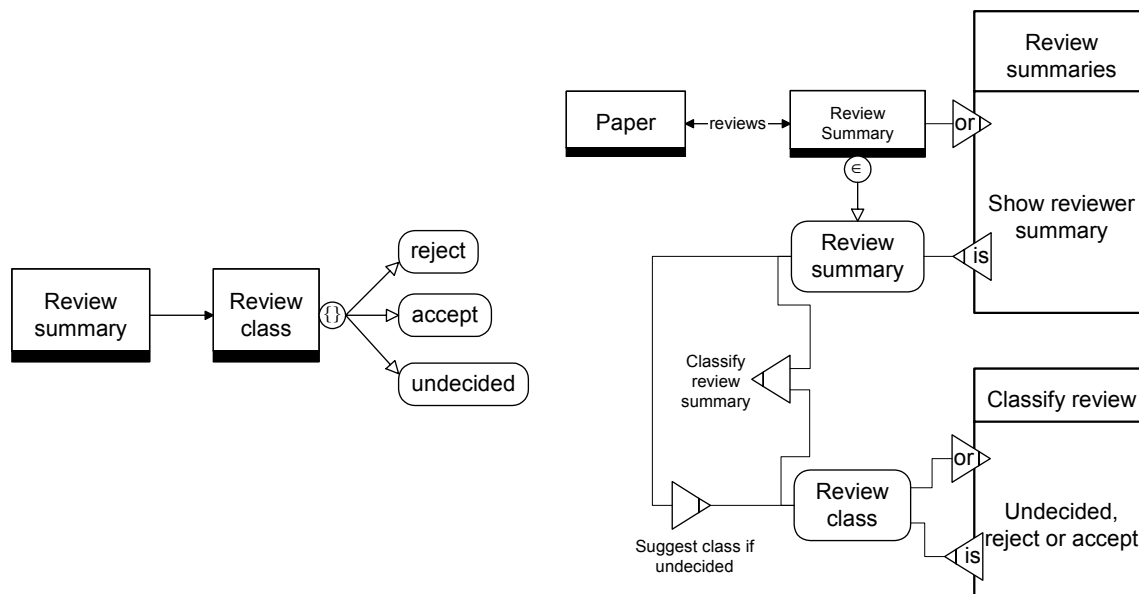 Review
summary
Review
class
{}
reject
accept
undecided
Paper
reviews
Review
Summary
or
Review
summaries
∈
Show reviewer
summary
Review
summary
is
Classify
review
summary
Classify review
or
Review
class
Undecided,
reject or accept
is
Suggest class if
undecided